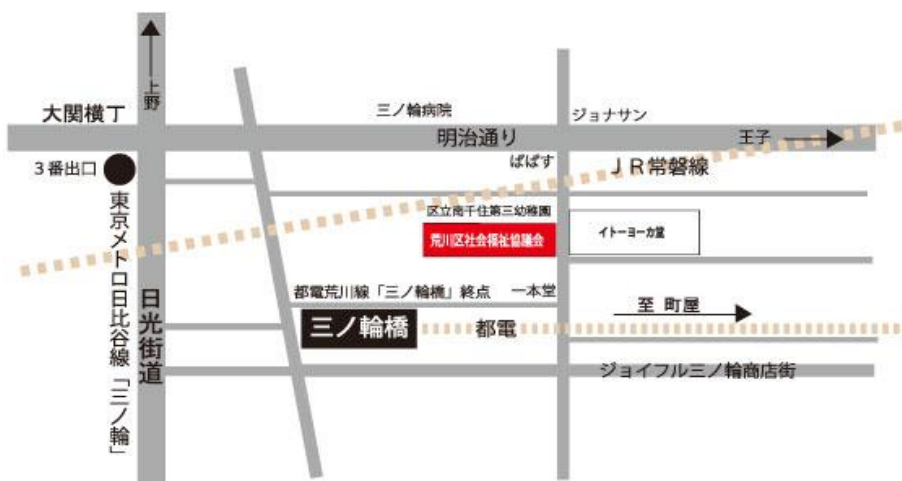 上野
大関横丁
三ノ輪病院
ジョナサン
明治通り
王子
3番出口
ぱぱす
JR常磐線
東京メトロ日比谷線「三ノ輪」
日光街道
区立南千住第三幼稚園
荒川区社会福祉協議会
イトーヨーカ堂
都電荒川線「三ノ輪橋」終点
一本堂
至 町屋
三ノ輪橋
都電
ジョイフル三ノ輪商店街